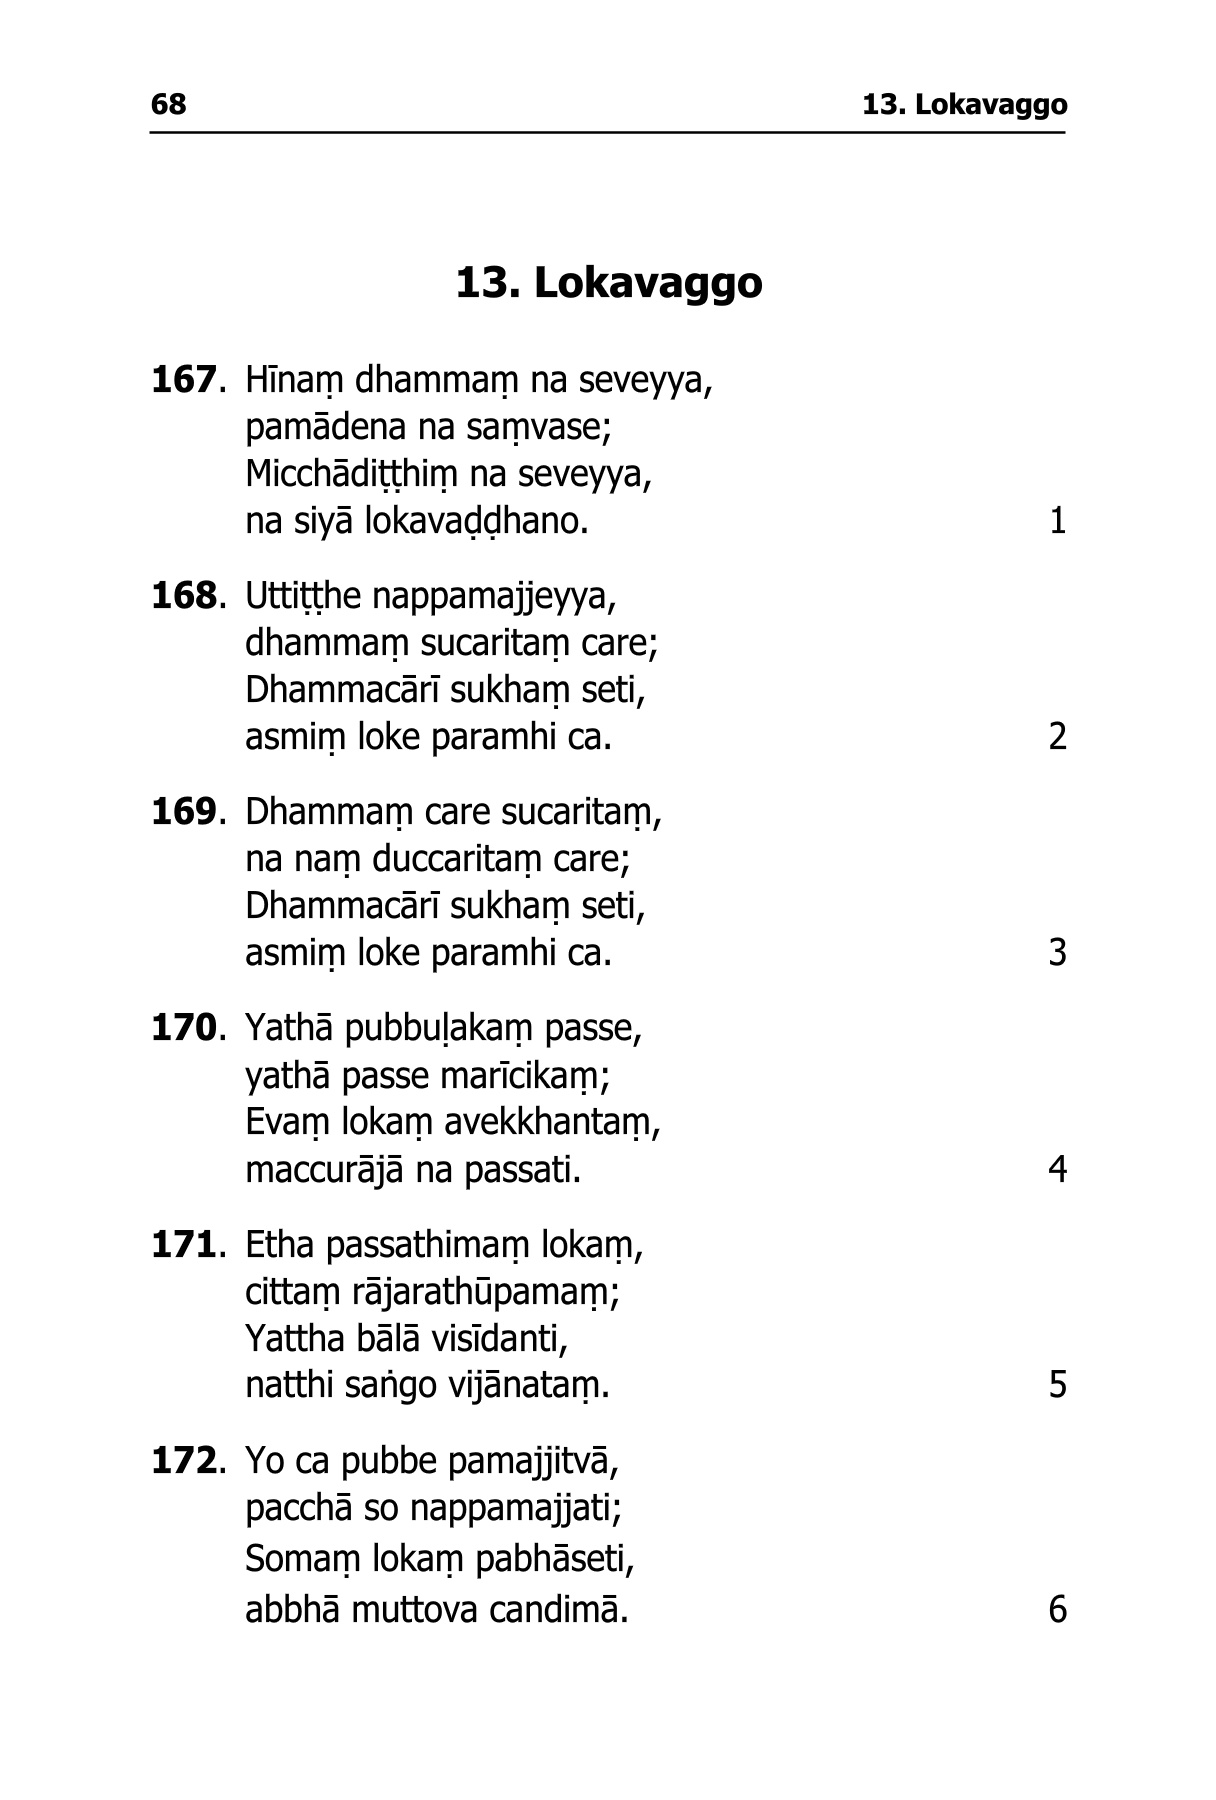 68 13. Lokavaggo
13. Lokavaggo
167. Hīnaṃ dhammaṃ na seveyya,
pamādena na saṃvase;
Micchādiṭṭhiṃ na seveyya,
na siyā lokavaḍḍhano. 1
168. Uttiṭṭhe nappamajjeyya,
dhammaṃ sucaritaṃ care;
Dhammacārī sukhaṃ seti,
asmiṃ loke paramhi ca. 2
169. Dhammaṃ care sucaritaṃ,
na naṃ duccaritaṃ care;
Dhammacārī sukhaṃ seti,
asmiṃ loke paramhi ca. 3
170. Yathā pubbuḷakaṃ passe,
yathā passe marīcikaṃ;
Evaṃ lokaṃ avekkhantaṃ,
maccurājā na passati. 4
171. Etha passathimaṃ lokaṃ,
cittaṃ rājarathūpamaṃ;
Yattha bālā visīdanti,
natthi saṅgo vijānataṃ. 5
172. Yo ca pubbe pamajjitvā,
pacchā so nappamajjati;
Somaṃ lokaṃ pabhāseti,
abbhā muttova candimā. 6